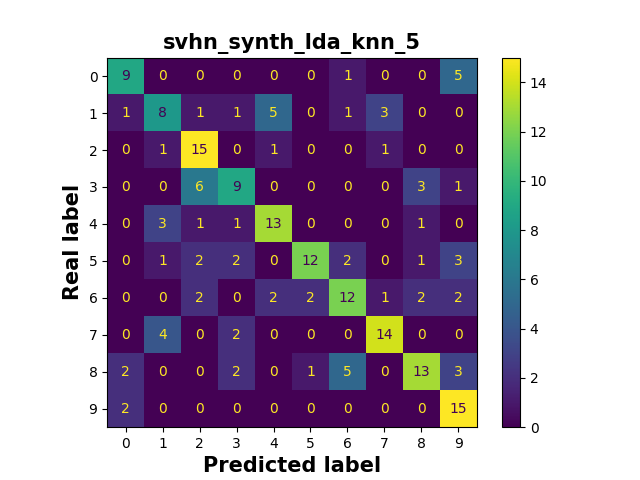 svhn_synth_lda_knn_5
Real label
0 9 0 0 0 0 0 1 0 0 5
1 1 8 1 1 5 0 1 3 0 0
2 0 1 15 0 1 0 0 1 0 0
3 0 0 6 9 0 0 0 0 3 1
4 0 3 1 1 13 0 0 0 1 0
5 0 1 2 2 0 12 2 0 1 3
6 0 0 2 0 2 2 12 1 2 2
7 0 4 0 2 0 0 0 14 0 0
8 2 0 0 2 0 1 5 0 13 3
9 2 0 0 0 0 0 0 0 0 15
0 1 2 3 4 5 6 7 8 9
Predicted label
14
12
10
8
6
4
2
0